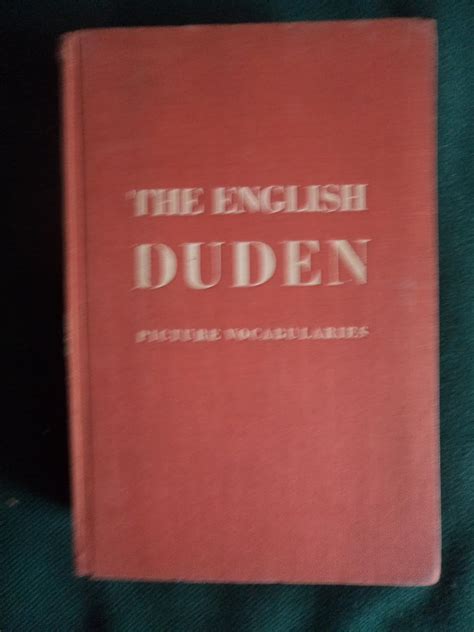 THE ENGLISH
DUDEN
PICTURE VOCABULARIES